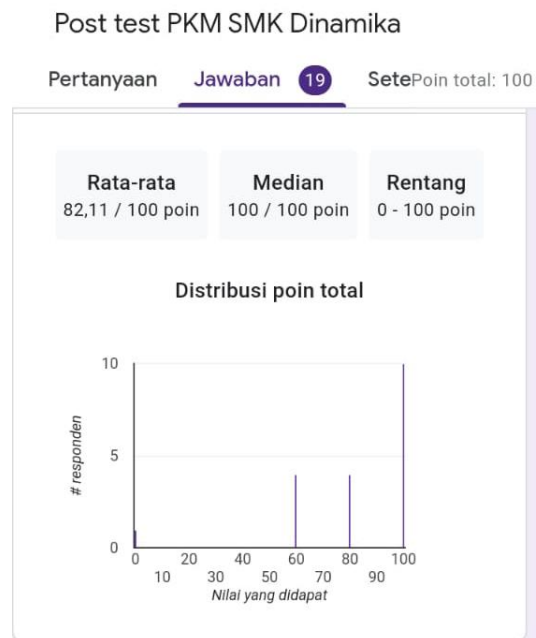 Post test PKM SMK Dinamika
Pertanyaan Jawaban 19 SetePoin total: 100
Rata-rata Median Rentang
82,11 / 100 poin 100 / 100 poin 0 - 100 poin
Distribusi poin total
10
5
0
# responden
0 20 40 60 80 100
10 30 50 70 90
Nilai yang didapat